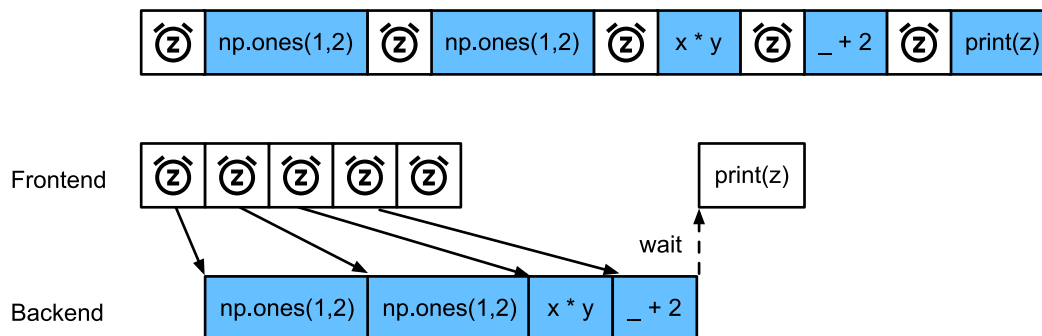 z np.ones(1,2) z np.ones(1,2) z x * y z _ + 2 z print(z)
Frontend z z z z z print(z)
wait
Backend np.ones(1,2) np.ones(1,2) x * y _ + 2